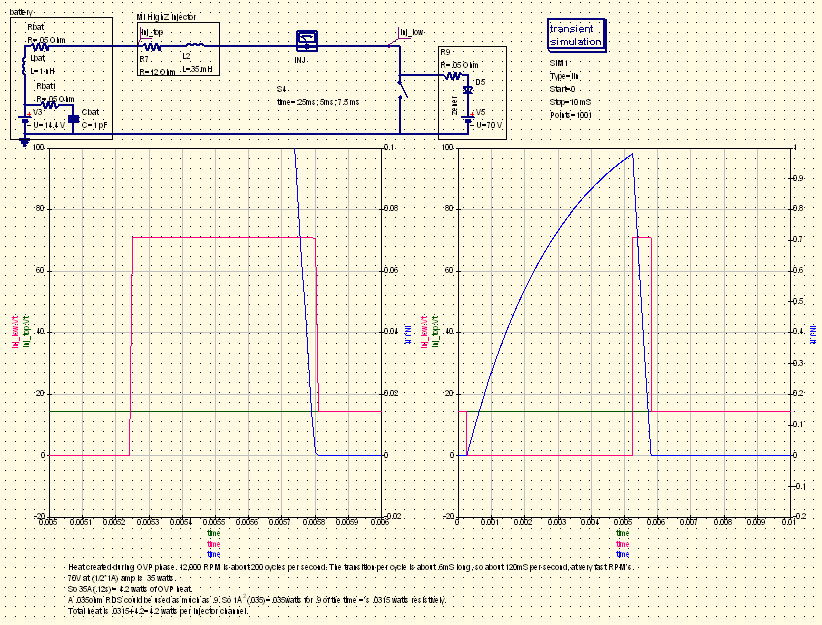 battery
Rbat
R=.05 Ohm
Lbat
L=1 nH
Rbati
R=.05 Ohm
V3
U=14.4 V
Cbat
C=1 pF
M1 High Z Injector
Inj_top
R7
R=12 Ohm
L2
L=35 mH
INJ
Inj_low
S4
time=.25ms; 5ms; 7.5 ms
R9
R=.05 Ohm
D5
zener
V5
U=70 V
transient
simulation
SIM1
Type=lin
Start=0
Stop=10 mS
Points=1001
100
80
60
40
20
0
-20
0.1
0.08
0.06
0.04
0.02
0
-0.02
0.005
0.0051
0.0052
0.0053
0.0054
0.0055
0.0056
0.0057
0.0058
0.0059
0.006
inj_low.Vt
inj_top.Vt
INJ.It
time
time
time
100
80
60
40
20
0
-20
1
0.9
0.8
0.7
0.6
0.5
0.4
0.3
0.2
0.1
0
-0.1
0
0.001
0.002
0.003
0.004
0.005
0.006
0.007
0.008
0.009
0.01
inj_low.Vt
inj_top.Vt
INJ.It
time
time
time
Heat created during OVP phase. 12,000 RPM is about 200 cycles per second. The transition per cycle is about .6mS long, so about 120mS per second, at very fast RPM's.
70V at (1/2*1A) amp is 35 watts.
So 35A(.12s)= 4.2 watts of OVP heat.
A .035ohm RDS could be used as much as .9. So 1A^(.035)=.035watts for .9 of the time ='s .0315 watts resistively.
Total heat is .0315+4.2=4.2 watts per Injector channel.